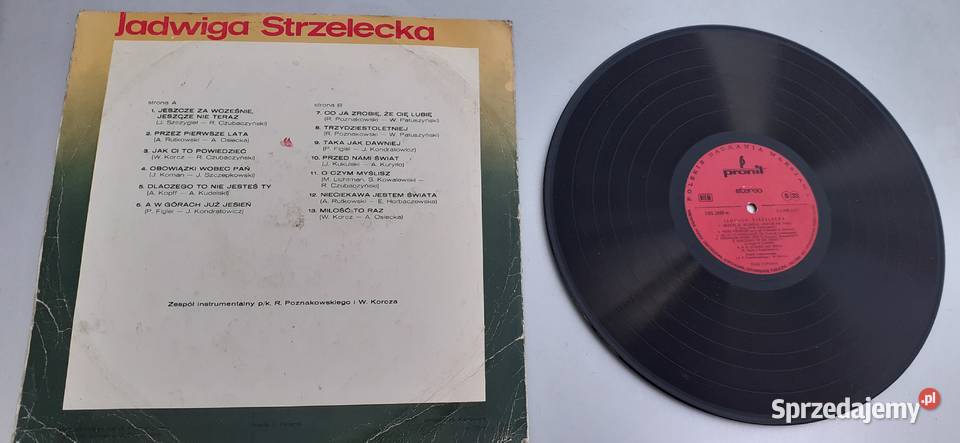 Jadwiga Strzelecka
strona A
1. JESZCZE ZA WCZEŚNIE,
JESZCZE NIE TERAZ
(J. Szczygieł — R. Czubaczyński)
2. PRZEZ PIERWSZE LATA
(A. Rutkowski — A. Osiecka)
3. JAK CI TO POWIEDZIEĆ
(W. Korcz — R. Czubaczyński)
4. OBOWIĄZKI WOBEC PAŃ
(J. Koman — J. Szczepkowski)
5. DLACZEGO TO NIE JESTEŚ TY
(A. Kopff — A. Kudelski)
6. A W GÓRACH JUŻ JESIEŃ
(P. Figiel — J. Kondratowicz)
strona B
7. CO JA ZROBIĘ, ŻE CIĘ LUBIĘ
(R. Poznakowski — W. Patuszyński)
8. TRZYDZIESTOLETNIEJ
(R. Poznakowski — W. Patuszyński)
9. TAKA JAK DAWNIEJ
(P. Figiel — J. Kondratowicz)
10. PRZED NAMI ŚWIAT
(J. Kukulski — A. Kuryło)
11. O CZYM MYŚLISZ
(M. Lichtman, S. Kowalewski —
R. Czubaczyński)
12. NIECIEKAWA JESTEM ŚWIATA
(A. Rutkowski — E. Horbaczewska)
13. MIŁOŚĆ TO RAZ
(W. Korcz — A. Osiecka)
Zespół instrumentalny p/k. R. Poznakowskiego i W. Korcza
POLSKIE NAGRANIA WARSZAWA
pronit
stereo
JADWIGA STRZELECKA
Sprzedajemy.pl